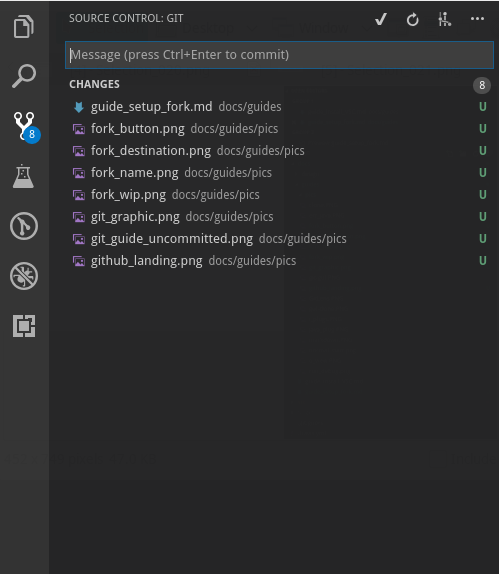 SOURCE CONTROL: GIT
Message (press Ctrl+Enter to commit)
CHANGES 8
guide_setup_fork.md docs/guides U
fork_button.png docs/guides/pics U
fork_destination.png docs/guides/pics U
fork_name.png docs/guides/pics U
8
fork_wip.png docs/guides/pics U
git_graphic.png docs/guides/pics U
git_guide_uncommitted.png docs/guides/pics U
github_landing.png docs/guides/pics U